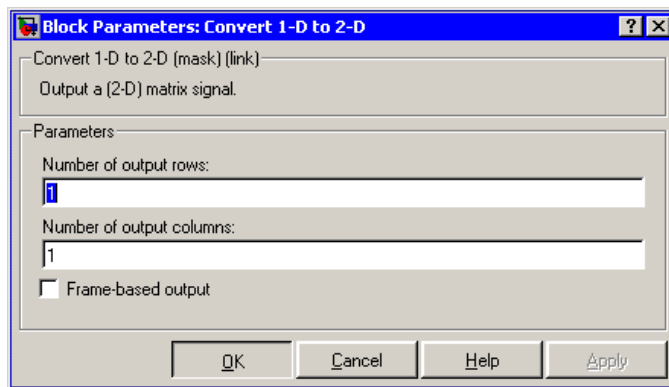 Block Parameters: Convert 1-D to 2-D
Convert 1-D to 2-D (mask) (link)
Output a (2-D) matrix signal.
Parameters
Number of output rows:
1
Number of output columns:
1
Frame-based output
OK Cancel Help Apply